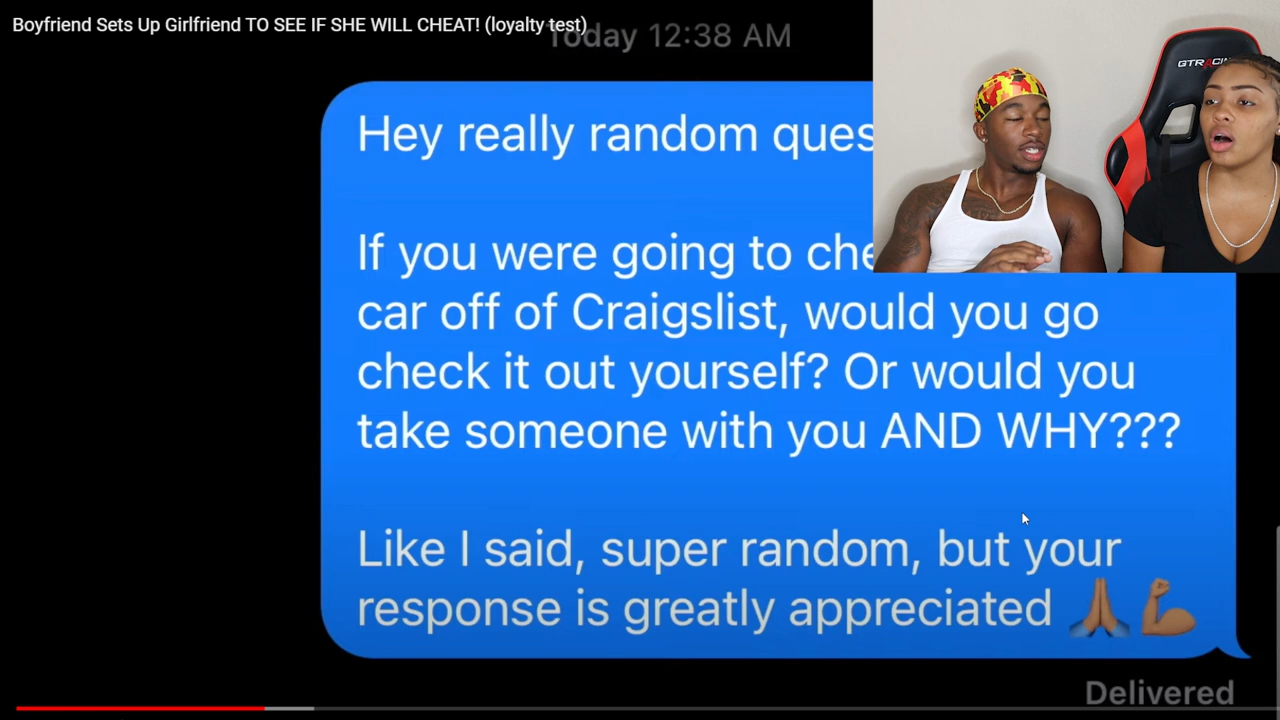 Boyfriend Sets Up Girlfriend TO SEE IF SHE WILL CHEAT! (loyalty test)
Today 12:38 AM
GTRACIN
Hey really random ques
If you were going to che
car off of Craigslist, would you go
check it out yourself? Or would you
take someone with you AND WHY???
Like I said, super random, but your
response is greatly appreciated 🙏🏽💪🏽
Delivered